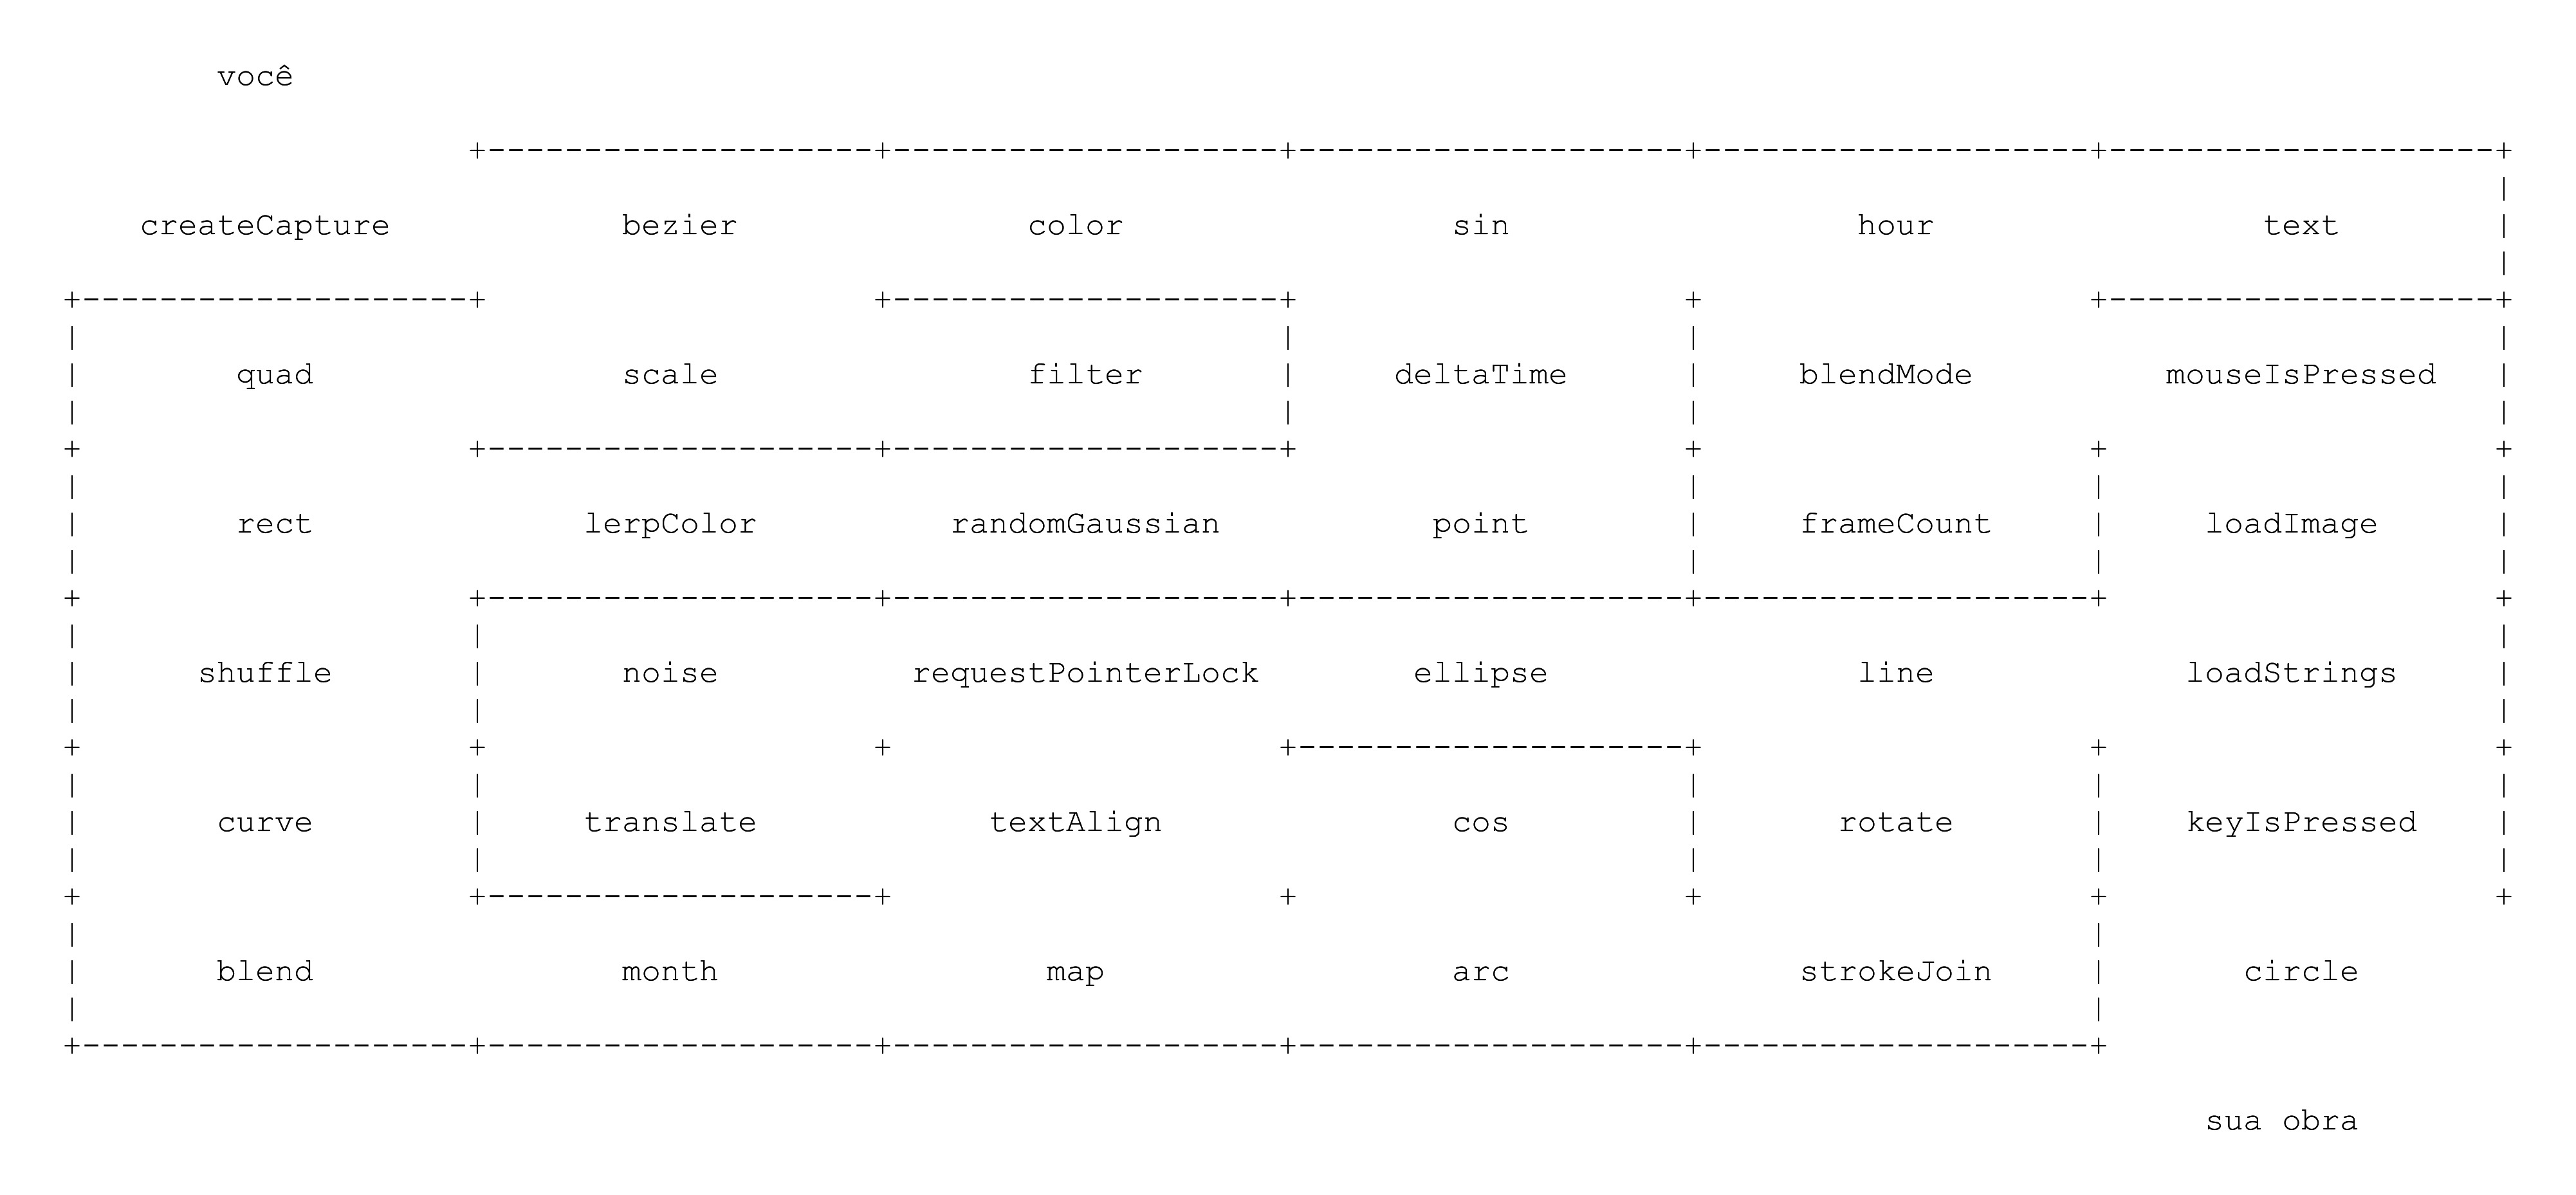 você
createCapture bezier color sin hour text
quad scale filter deltaTime blendMode mouseIsPressed
rect lerpColor randomGaussian point frameCount loadImage
shuffle noise requestPointerLock ellipse line loadStrings
curve translate textAlign cos rotate keyIsPressed
blend month map arc strokeJoin circle
sua obra